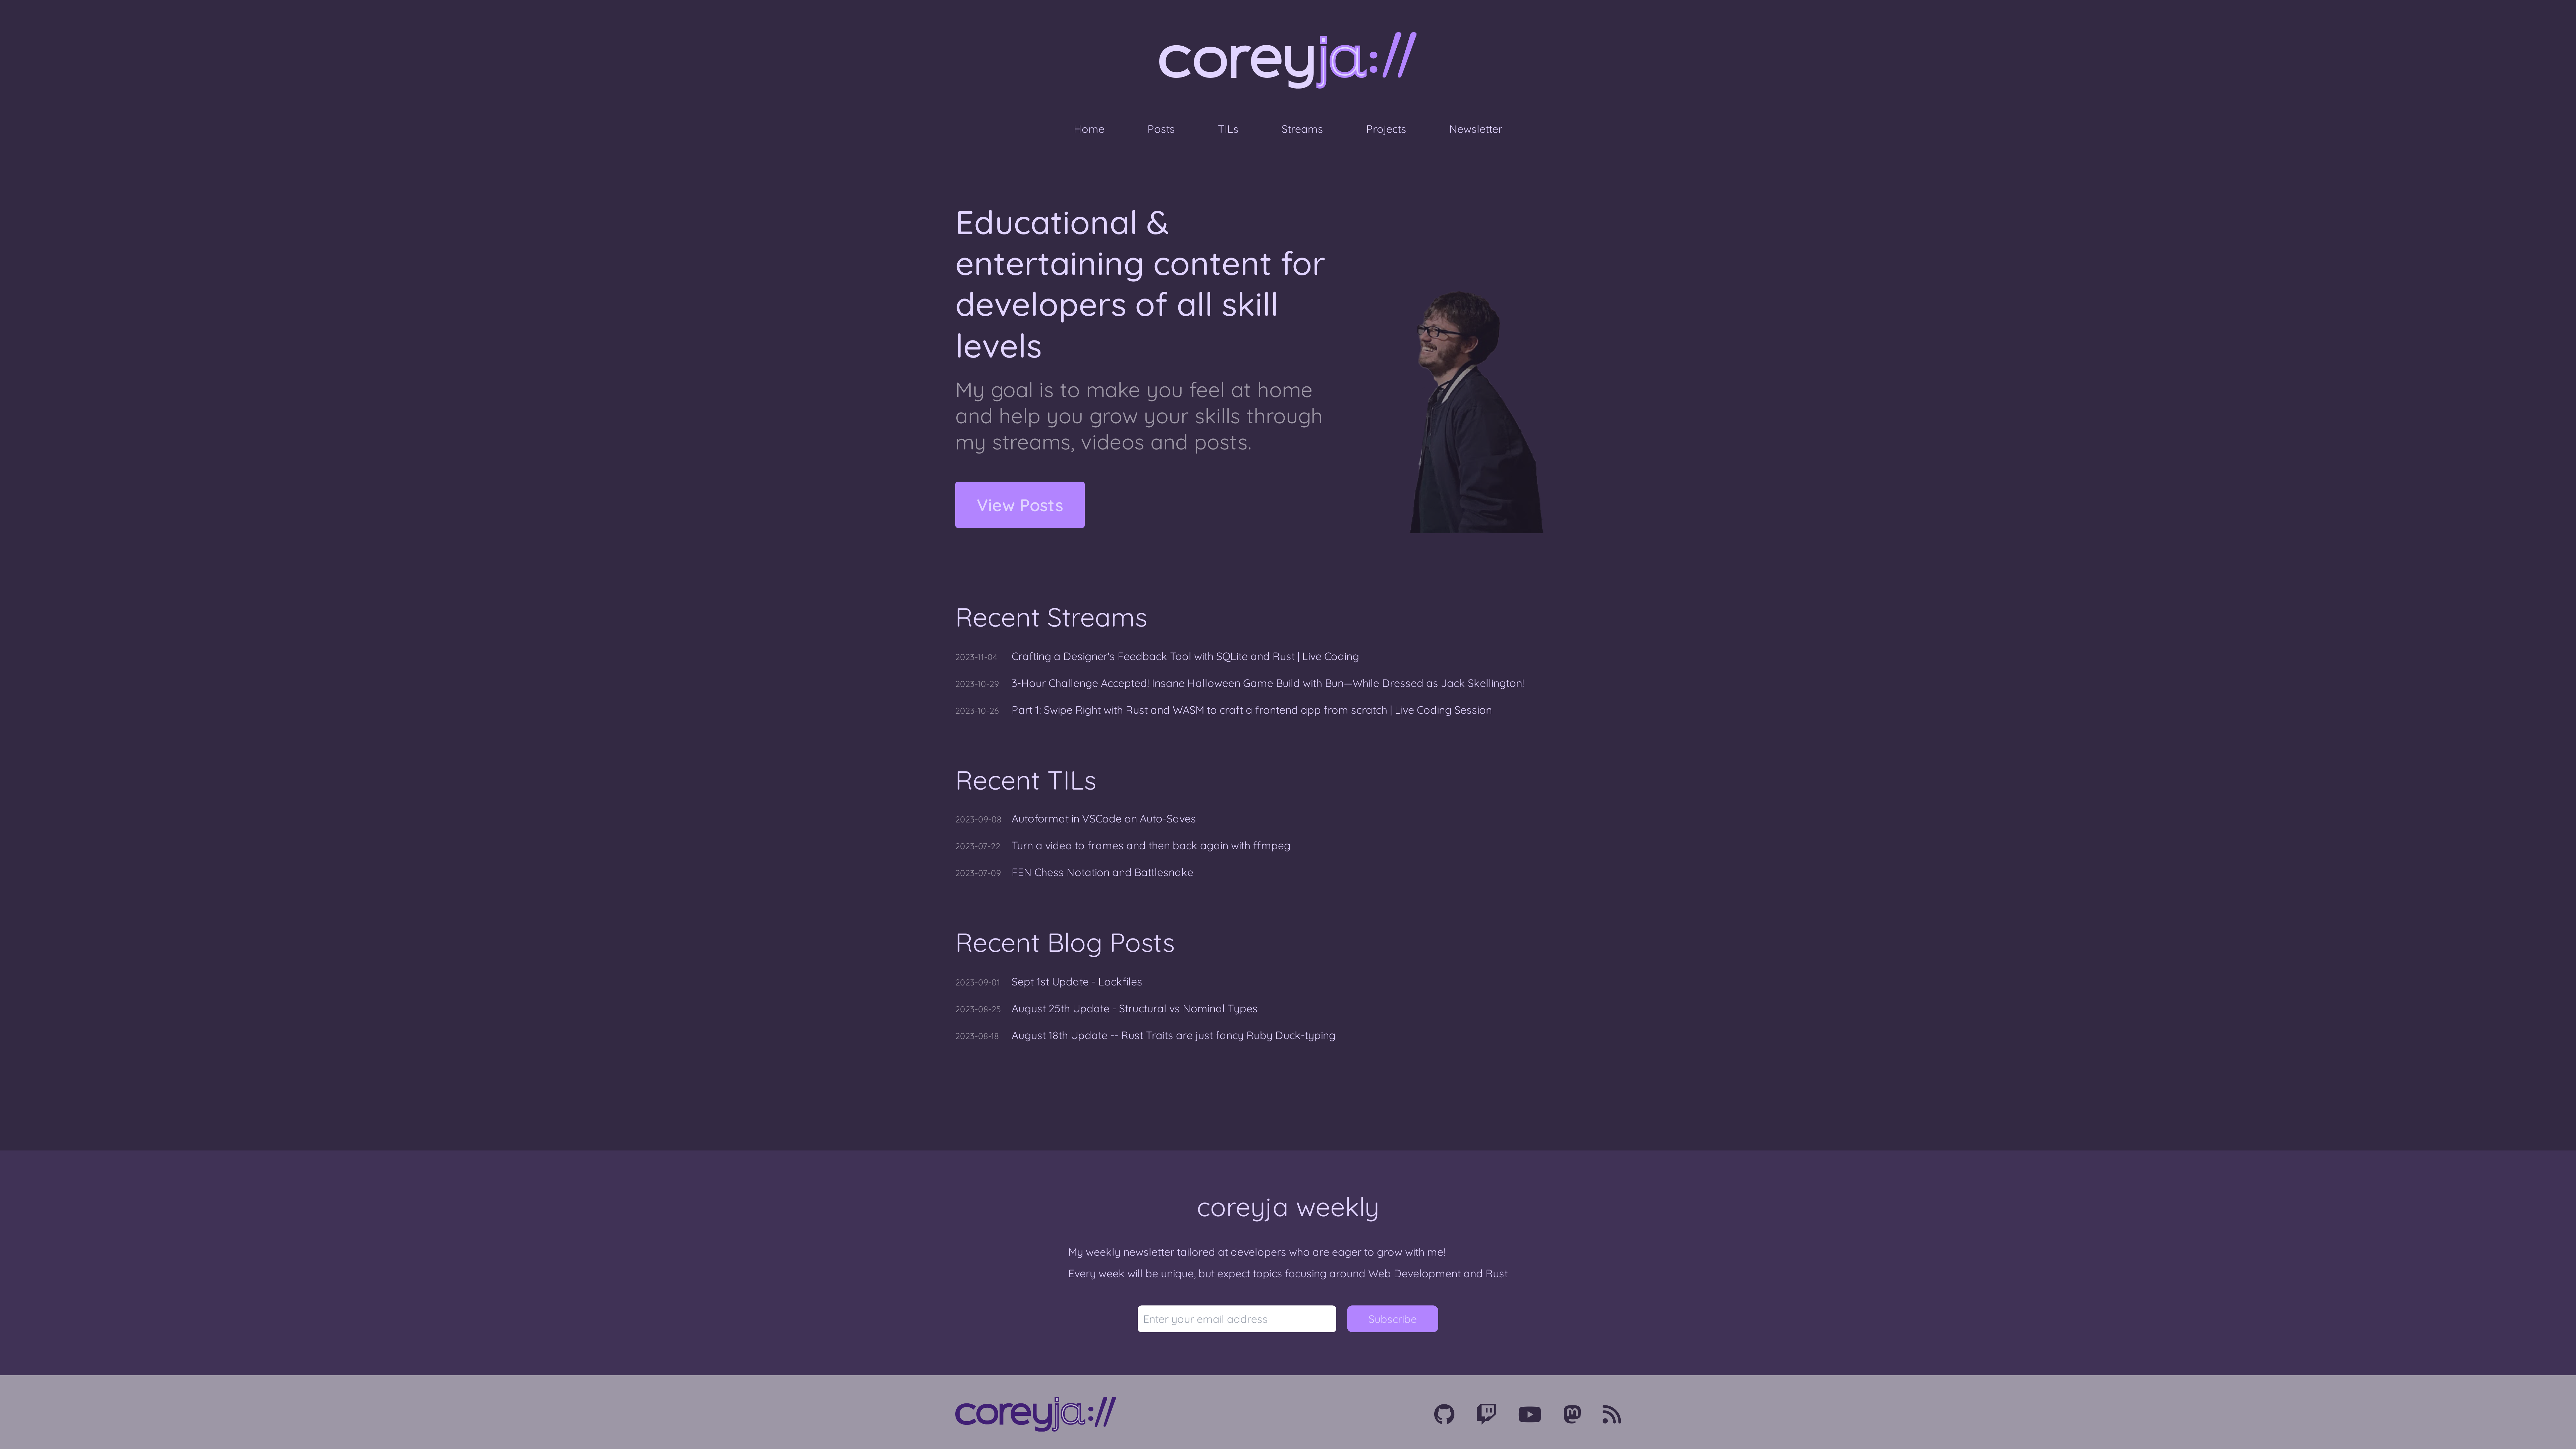 coreyja://
Home Posts TILs Streams Projects Newsletter
Educational &
entertaining content for
developers of all skill
levels
My goal is to make you feel at home
and help you grow your skills through
my streams, videos and posts.
View Posts
Recent Streams
2023-11-04 Crafting a Designer's Feedback Tool with SQLite and Rust | Live Coding
2023-10-29 3-Hour Challenge Accepted! Insane Halloween Game Build with Bun—While Dressed as Jack Skellington!
2023-10-26 Part 1: Swipe Right with Rust and WASM to craft a frontend app from scratch | Live Coding Session
Recent TILs
2023-09-08 Autoformat in VSCode on Auto-Saves
2023-07-22 Turn a video to frames and then back again with ffmpeg
2023-07-09 FEN Chess Notation and Battlesnake
Recent Blog Posts
2023-09-01 Sept 1st Update - Lockfiles
2023-08-25 August 25th Update - Structural vs Nominal Types
2023-08-18 August 18th Update -- Rust Traits are just fancy Ruby Duck-typing
coreyja weekly
My weekly newsletter tailored at developers who are eager to grow with me!
Every week will be unique, but expect topics focusing around Web Development and Rust
Enter your email address Subscribe
coreyja://